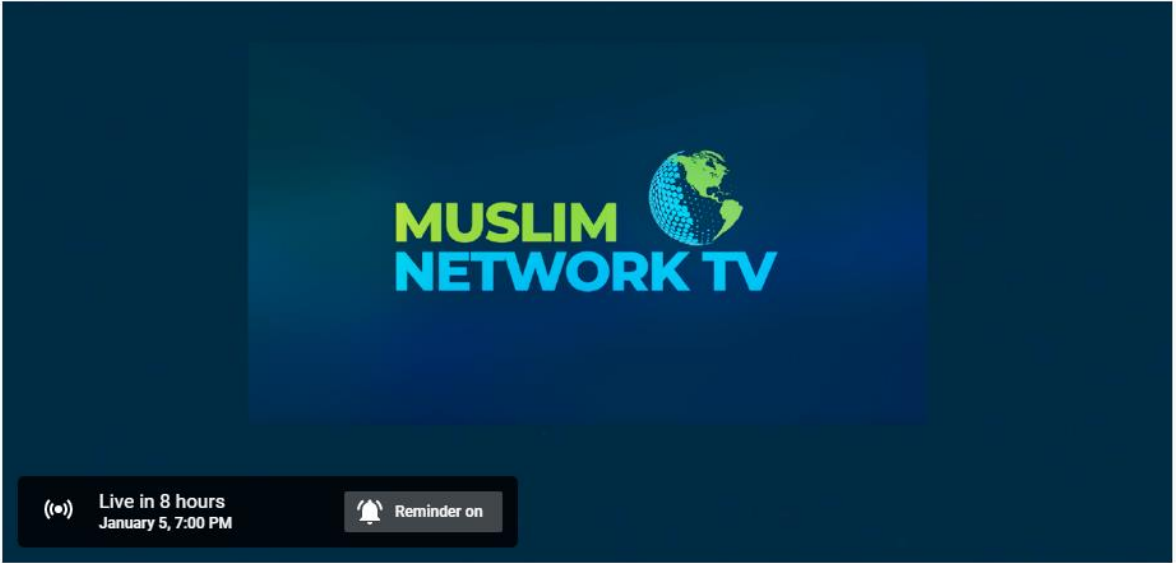 MUSLIM
NETWORK TV
Live in 8 hours
January 5, 7:00 PM
Reminder on